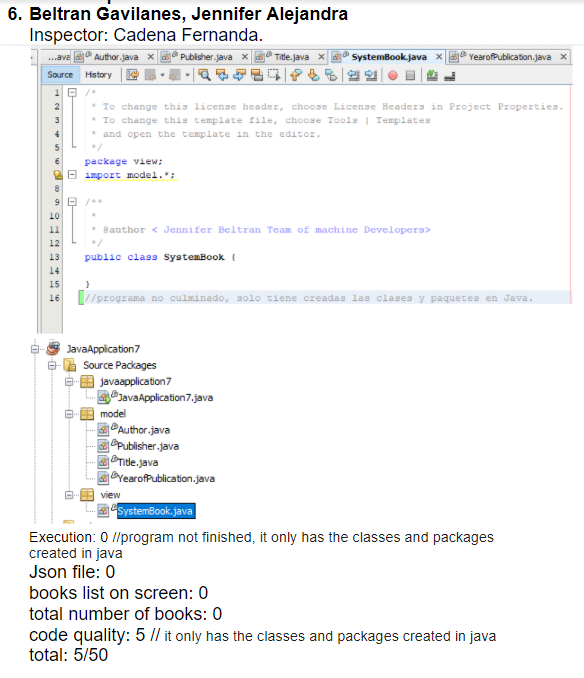 6. Beltran Gavilanes, Jennifer Alejandra
Inspector: Cadena Fernanda.
...ava Author.java x Publisher.java x Title.java x SystemBook.java x YearofPublication.java x
Source History
1 /*
2 * To change this license header, choose License Headers in Project Properties.
3 * To change this template file, choose Tools | Templates
4 * and open the template in the editor.
5 */
6 package view;
import model.*;
8
9 /**
10 *
11 * @author < Jennifer Beltran Team of machine Developers>
12 */
13 public class SystemBook {
14
15 }
16 //programa no culminado, solo tiene creadas las clases y paquetes en Java.
JavaApplication7
Source Packages
javaapplication7
JavaApplication7.java
model
Author.java
Publisher.java
Title.java
YearofPublication.java
view
SystemBook.java
Execution: 0 //program not finished, it only has the classes and packages
created in java
Json file: 0
books list on screen: 0
total number of books: 0
code quality: 5 // it only has the classes and packages created in java
total: 5/50